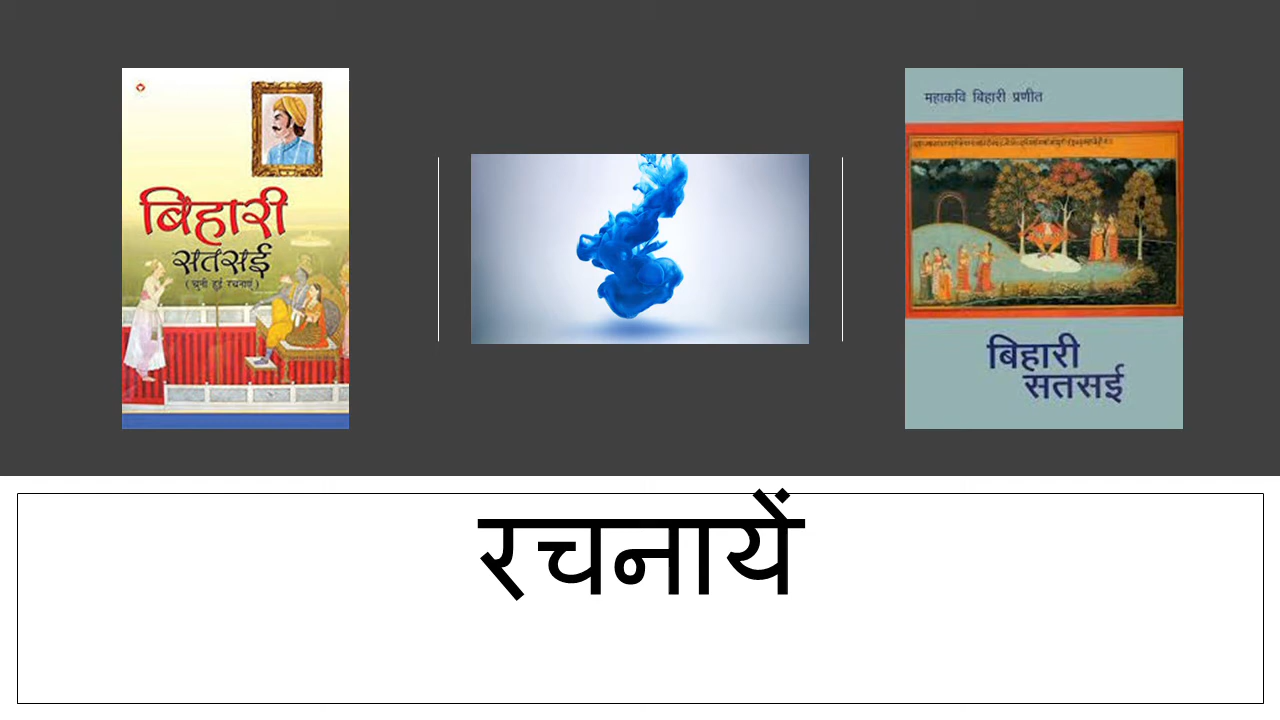 बिहारी
सतसई
(चुनी हुई रचनाएं)
महाकवि बिहारी प्रणीत
बिहारी
सतसई
रचनायें